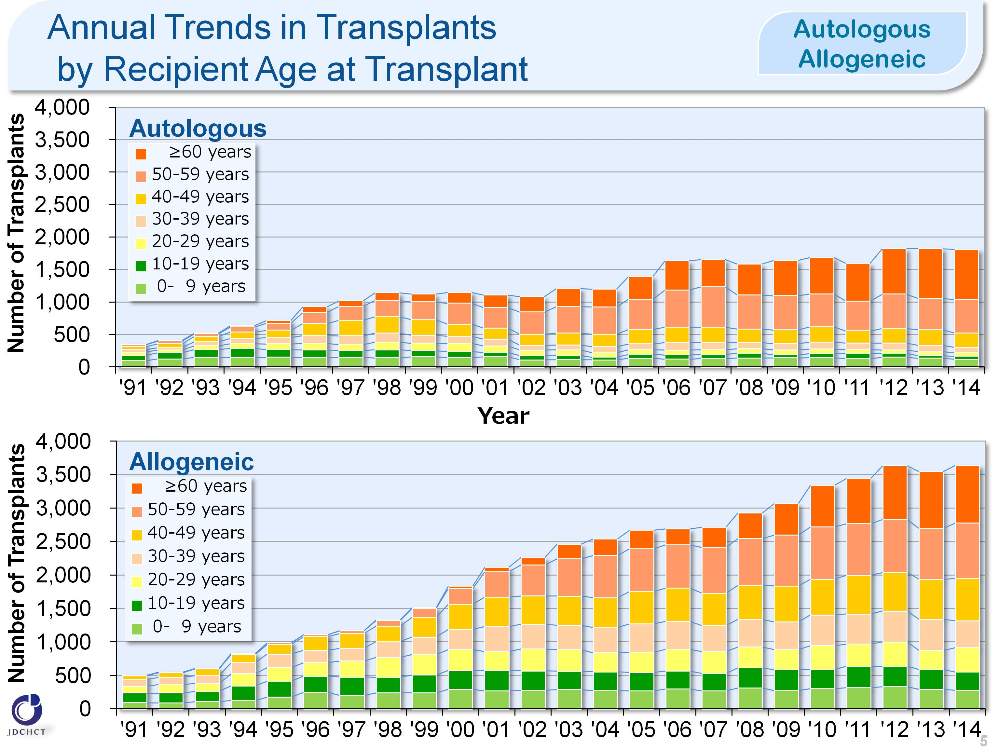 Annual Trends in Transplants
by Recipient Age at Transplant
Autologous
Allogeneic
Number of Transplants
4,000
3,500
3,000
2,500
2,000
1,500
1,000
500
0
Autologous
≥60 years
50-59 years
40-49 years
30-39 years
20-29 years
10-19 years
0- 9 years
'91 '92 '93 '94 '95 '96 '97 '98 '99 '00 '01 '02 '03 '04 '05 '06 '07 '08 '09 '10 '11 '12 '13 '14
Year
Number of Transplants
4,000
3,500
3,000
2,500
2,000
1,500
1,000
500
0
Allogeneic
≥60 years
50-59 years
40-49 years
30-39 years
20-29 years
10-19 years
0- 9 years
'91 '92 '93 '94 '95 '96 '97 '98 '99 '00 '01 '02 '03 '04 '05 '06 '07 '08 '09 '10 '11 '12 '13 '14
JDCHCT
5